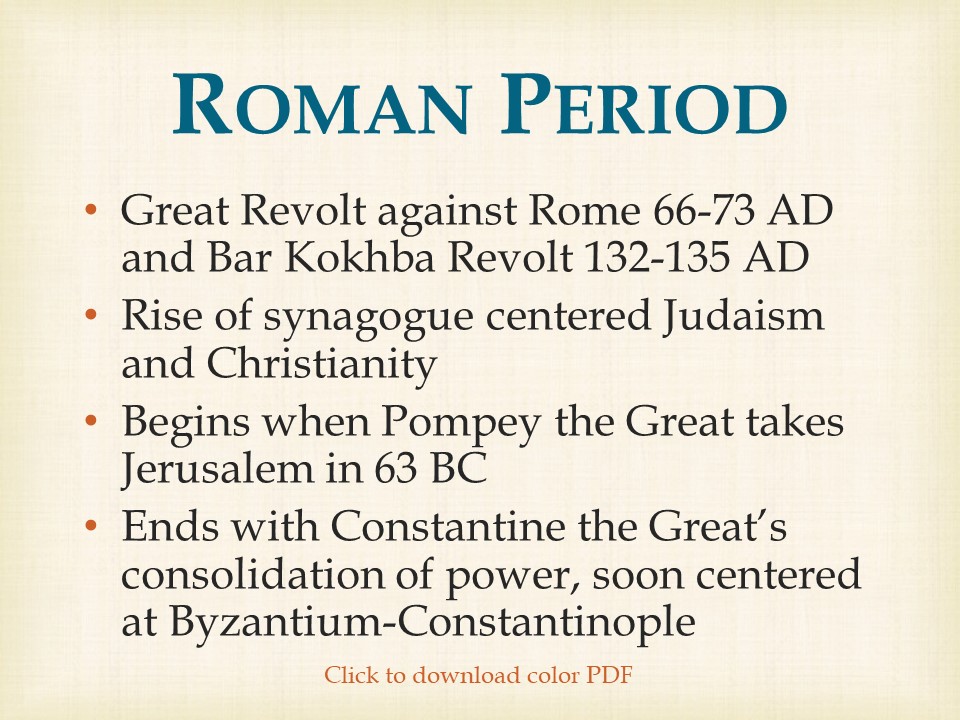 ROMAN PERIOD
• Great Revolt against Rome 66-73 AD
and Bar Kokhba Revolt 132-135 AD
• Rise of synagogue centered Judaism
and Christianity
• Begins when Pompey the Great takes
Jerusalem in 63 BC
• Ends with Constantine the Great’s
consolidation of power, soon centered
at Byzantium-Constantinople
Click to download color PDF